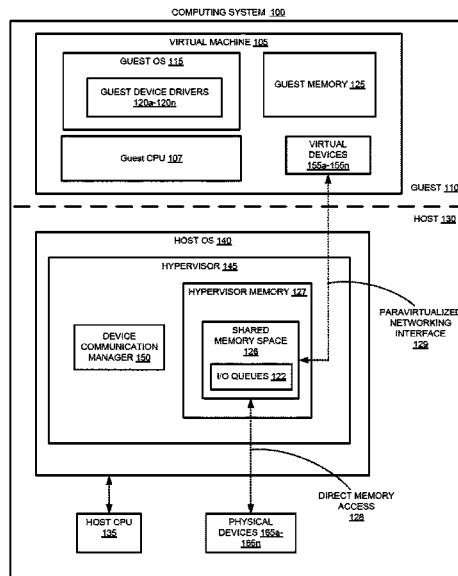 COMPUTING SYSTEM 100
VIRTUAL MACHINE 105
GUEST OS 115
GUEST DEVICE DRIVERS
120a-120n
GUEST MEMORY 125
Guest CPU 107
VIRTUAL
DEVICES
155a-155n
GUEST 110
HOST 130
HOST OS 140
HYPERVISOR 145
HYPERVISOR MEMORY 127
DEVICE
COMMUNICATION
MANAGER 150
SHARED
MEMORY SPACE
126
I/O QUEUES 122
PARAVIRTUALIZED
NETWORKING
INTERFACE
129
DIRECT MEMORY
ACCESS
128
HOST CPU
135
PHYSICAL
DEVICES 165a-
165n